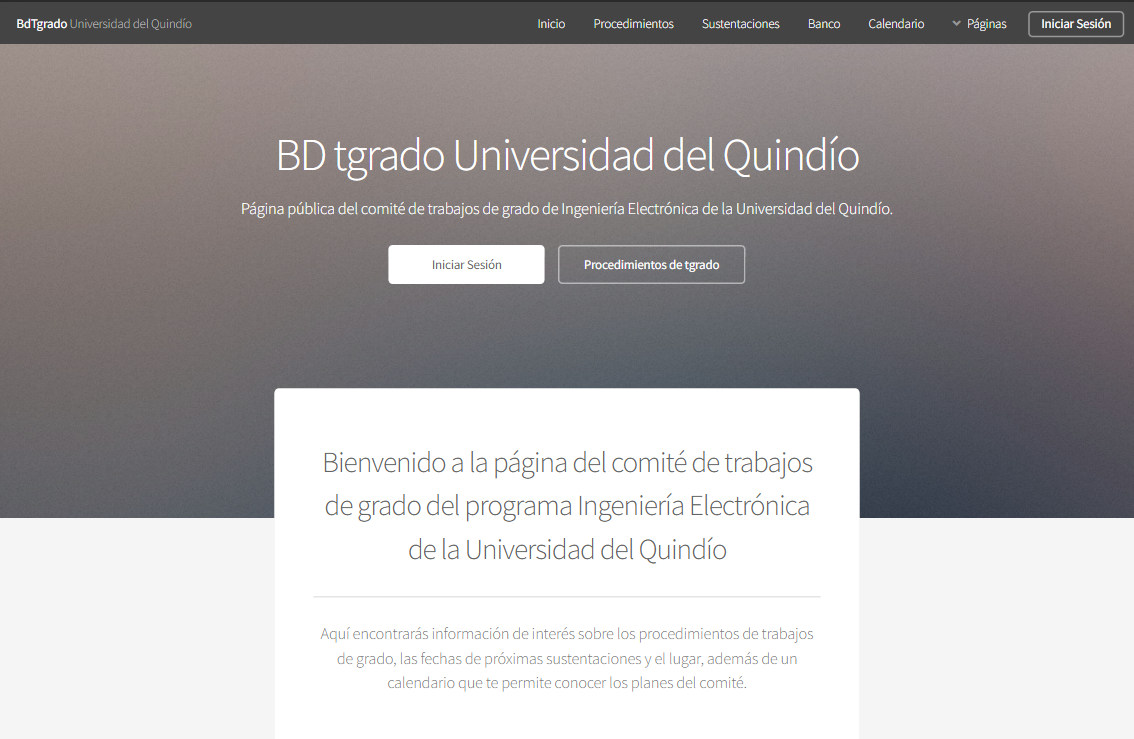 BdTgrado Universidad del Quindío
Inicio
Procedimientos
Sustentaciones
Banco
Calendario
Páginas
Iniciar Sesión
BD tgrado Universidad del Quindío
Página pública del comité de trabajos de grado de Ingeniería Electrónica de la Universidad del Quindío.
Iniciar Sesión
Procedimientos de tgrado
Bienvenido a la página del comité de trabajos
de grado del programa Ingeniería Electrónica
de la Universidad del Quindío
Aquí encontrarás información de interés sobre los procedimientos de trabajos
de grado, las fechas de próximas sustentaciones y el lugar, además de un
calendario que te permite conocer los planes del comité.